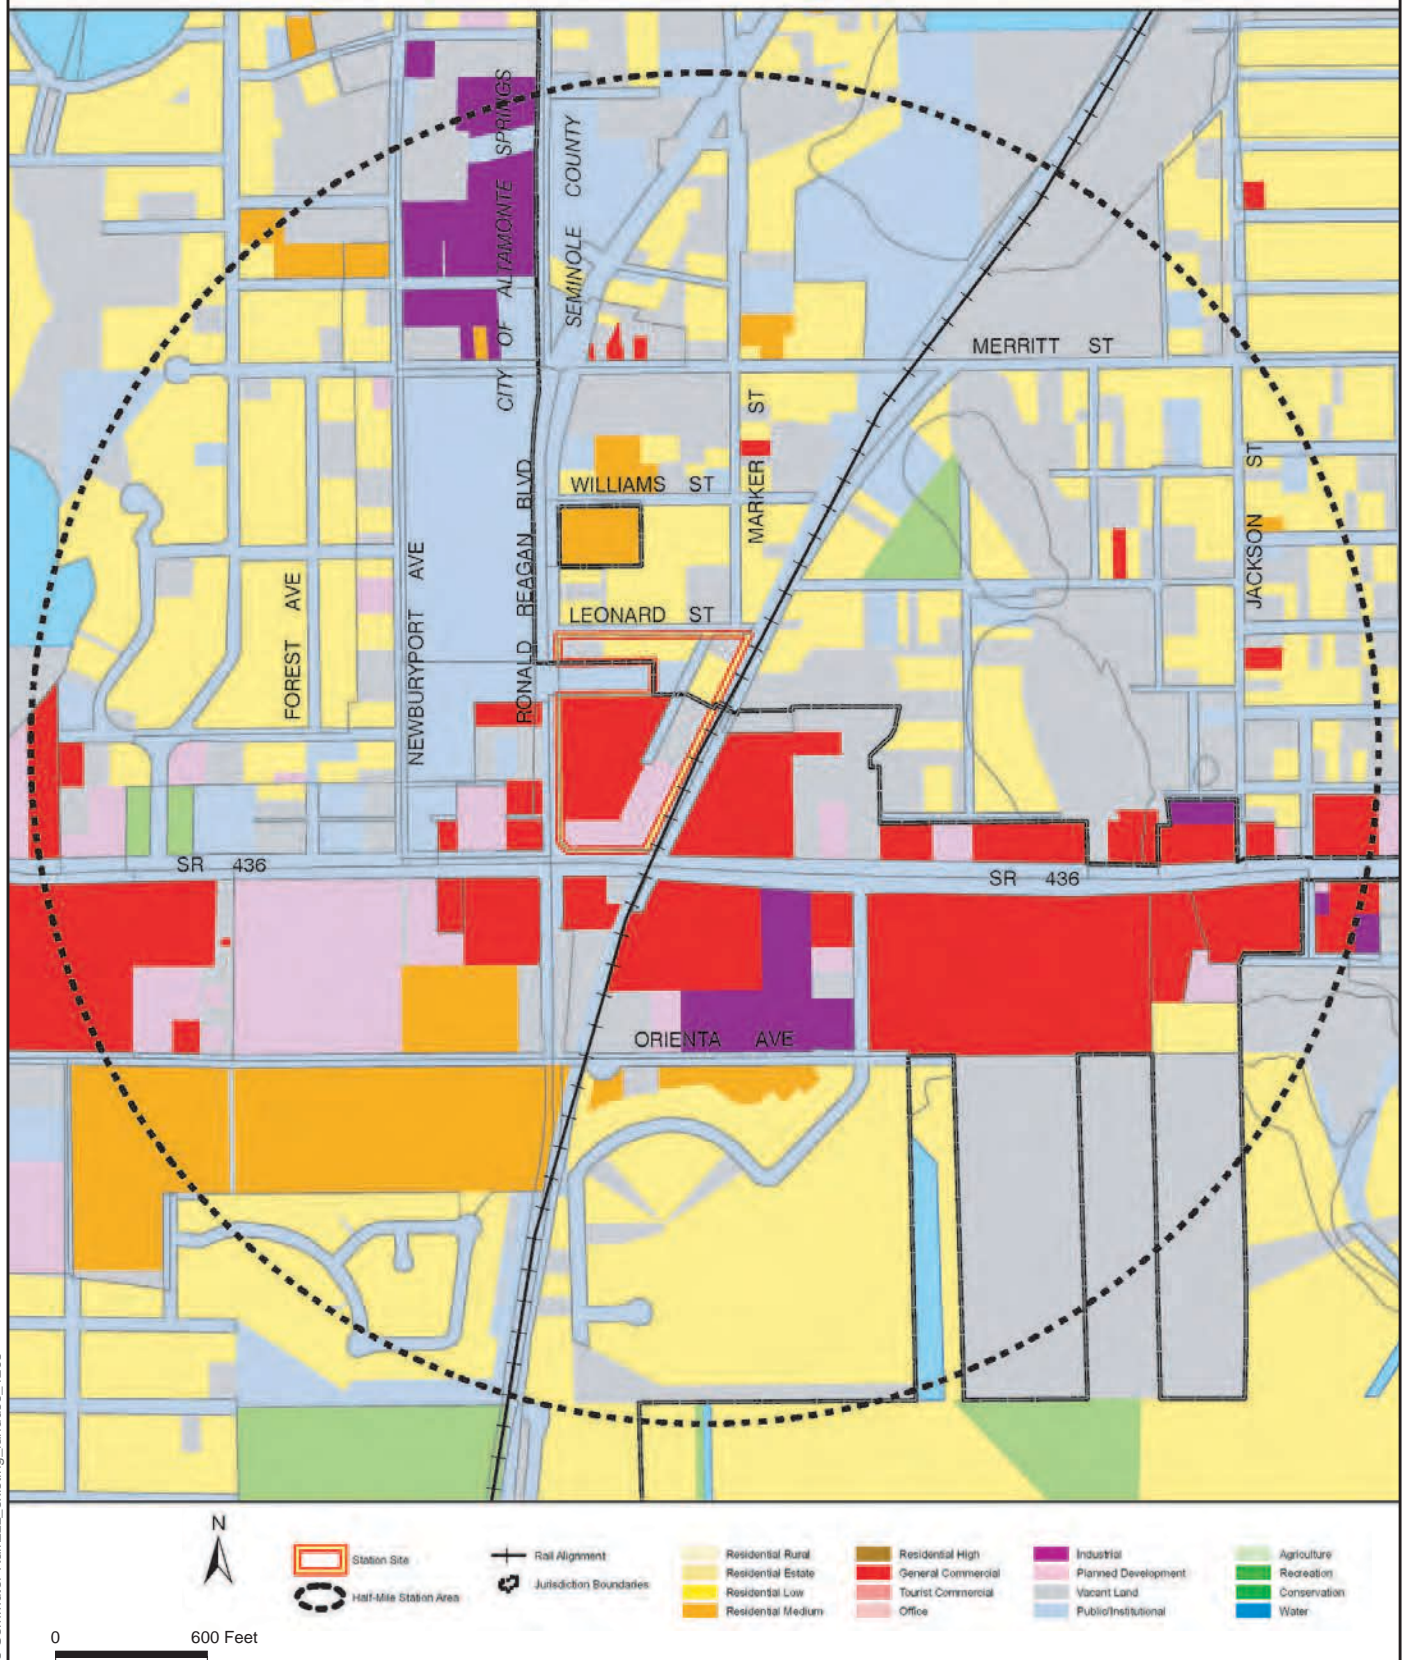 CITY OF ALTAMONTE SPRINGS
SEMINOLE COUNTY
MERRITT ST
MARKER ST
WILLIAMS ST
JACKSON ST
RONALD REAGAN BLVD
NEWBURYPORT AVE
FOREST AVE
LEONARD ST
SR 436
SR 436
ORIENTA AVE
N
Station Site
Half-Mile Station Area
Rail Alignment
Jurisdiction Boundaries
Residential Rural
Residential Estate
Residential Low
Residential Medium
Residential High
General Commercial
Tourist Commercial
Office
Industrial
Planned Development
Vacant Land
Public/Institutional
Agriculture
Recreation
Conservation
Water
0 600 Feet